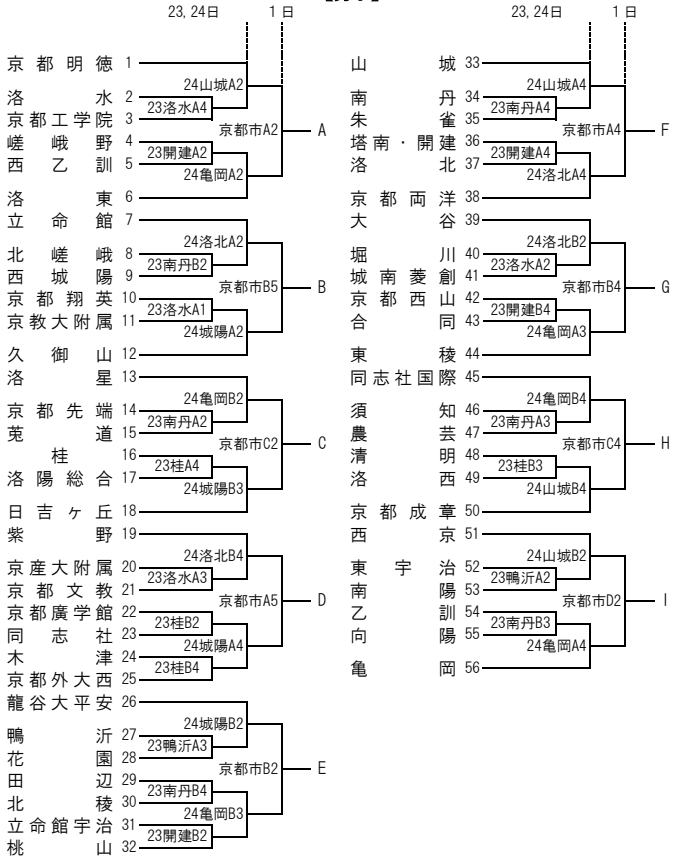 23, 24日 1 日 23, 24日 1 日
京都明徳 1
24山城A2
洛水 2
23洛水A4
京都工学院 3
京都市A2 A
嵯峨野 4
23開建A2
西乙訓 5
24亀岡A2
洛東 6
立命館 7
24洛北A2
北嵯峨 8
23南丹B2
西城陽 9
京都市B5 B
京都翔英 10
23洛水A1
京教大附属 11
24城陽A2
久御山 12
洛星 13
24亀岡B2
京都先端 14
23南丹A2
莵道 15
京都市C2 C
桂 16
23桂A4
洛陽総合 17
24城陽B3
日吉ヶ丘 18
紫野 19
24洛北B4
京産大附属 20
23洛水A3
京都文教 21
京都市A5 D
京都廣学館 22
23桂B2
同志社 23
24城陽A4
木津 24
23桂B4
京都外大西 25
龍谷大平安 26
24城陽B2
鴨沂 27
23鴨沂A3
花園 28
京都市B2 E
田辺 29
23南丹B4
北稜 30
24亀岡B3
立命館宇治 31
23開建B2
桃山 32
山城 33
24山城A4
南丹 34
23南丹A4
朱雀 35
京都市A4 F
塔南・開建 36
23開建A4
洛北 37
24洛北A4
京都両洋 38
大谷 39
24洛北B2
堀川 40
23洛水A2
城南菱創 41
京都市B4 G
京都西山 42
23開建B4
合同 43
24亀岡A3
東稜 44
同志社国際 45
24亀岡B4
須知 46
23南丹A3
農芸 47
京都市C4 H
清明 48
23桂B3
洛西 49
24山城B4
京都成章 50
西京 51
24山城B2
東宇治 52
23鴨沂A2
南陽 53
京都市D2 I
乙訓 54
23南丹B3
向陽 55
24亀岡A4
亀岡 56